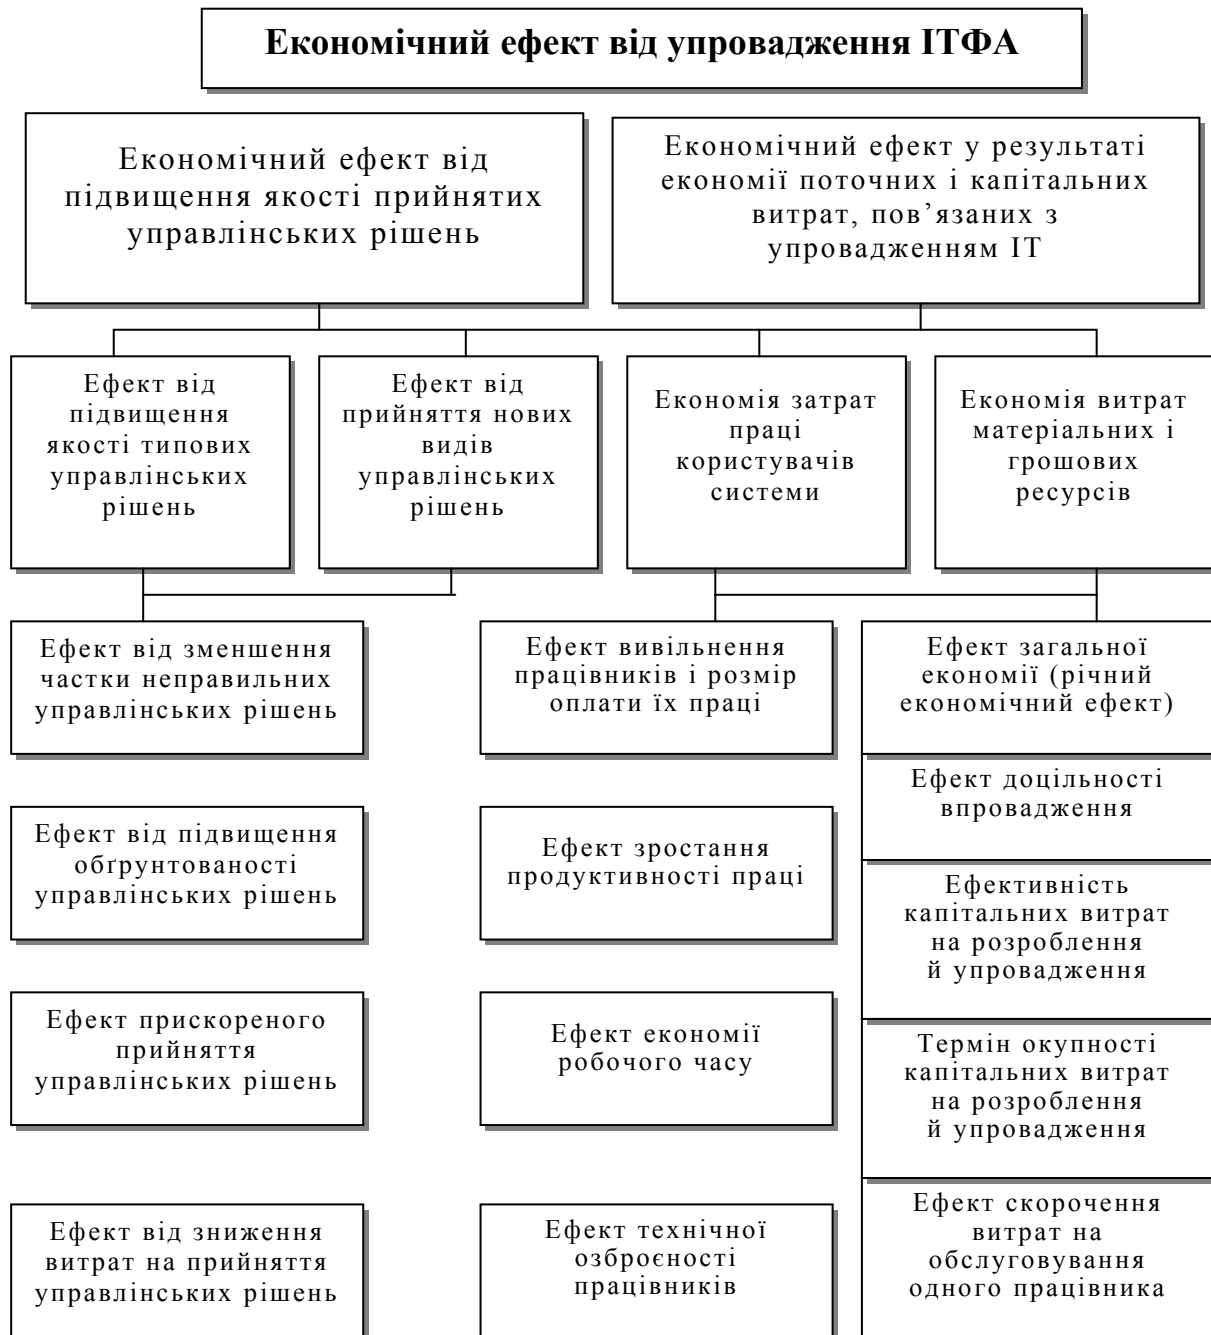 Економічний ефект від упровадження ІТФА
Економічний ефект від
підвищення якості прийнятих
управлінських рішень
Економічний ефект у результаті
економії поточних і капітальних
витрат, пов’язаних з
упровадженням ІТ
Ефект від
підвищення
якості типових
управлінських
рішень
Ефект від
прийняття нових
видів
управлінських
рішень
Економія затрат
праці
користувачів
системи
Економія витрат
матеріальних і
грошових
ресурсів
Ефект від зменшення
частки неправильних
управлінських рішень
Ефект вивільнення
працівників і розмір
оплати їх праці
Ефект загальної
економії (річний
економічний ефект)
Ефект доцільності
впровадження
Ефект від підвищення
обґрунтованості
управлінських рішень
Ефект зростання
продуктивності праці
Ефективність
капітальних витрат
на розроблення
й упровадження
Ефект прискореного
прийняття
управлінських рішень
Ефект економії
робочого часу
Термін окупності
капітальних витрат
на розроблення
й упровадження
Ефект від зниження
витрат на прийняття
управлінських рішень
Ефект технічної
озброєності
працівників
Ефект скорочення
витрат на
обслуговування
одного працівника